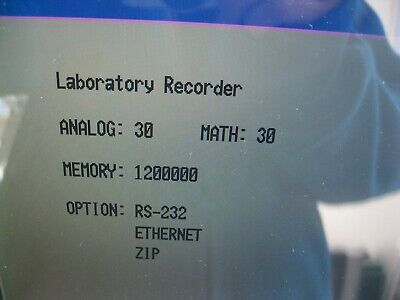 Laboratory Recorder
ANALOG: 30 MATH: 30
MEMORY: 1200000
OPTION: RS-232
ETHERNET
ZIP